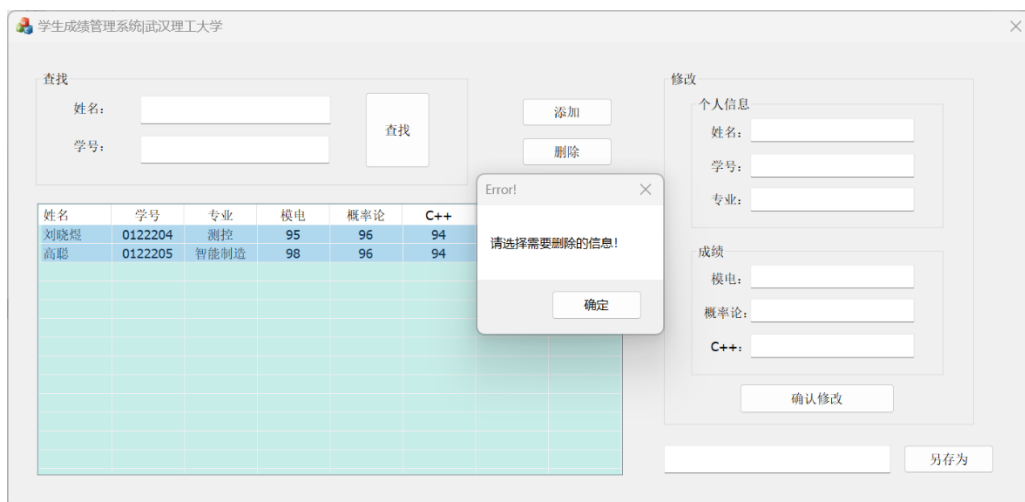 学生成绩管理系统|武汉理工大学
查找
姓名:
学号:
查找
添加
删除
修改
个人信息
姓名:
学号:
专业:
成绩
模电:
概率论:
C++:
确认修改
另存为
姓名 学号 专业 模电 概率论 C++
刘晓煜 0122204 测控 95 96 94
高聪 0122205 智能制造 98 96 94
Error!
请选择需要删除的信息!
确定